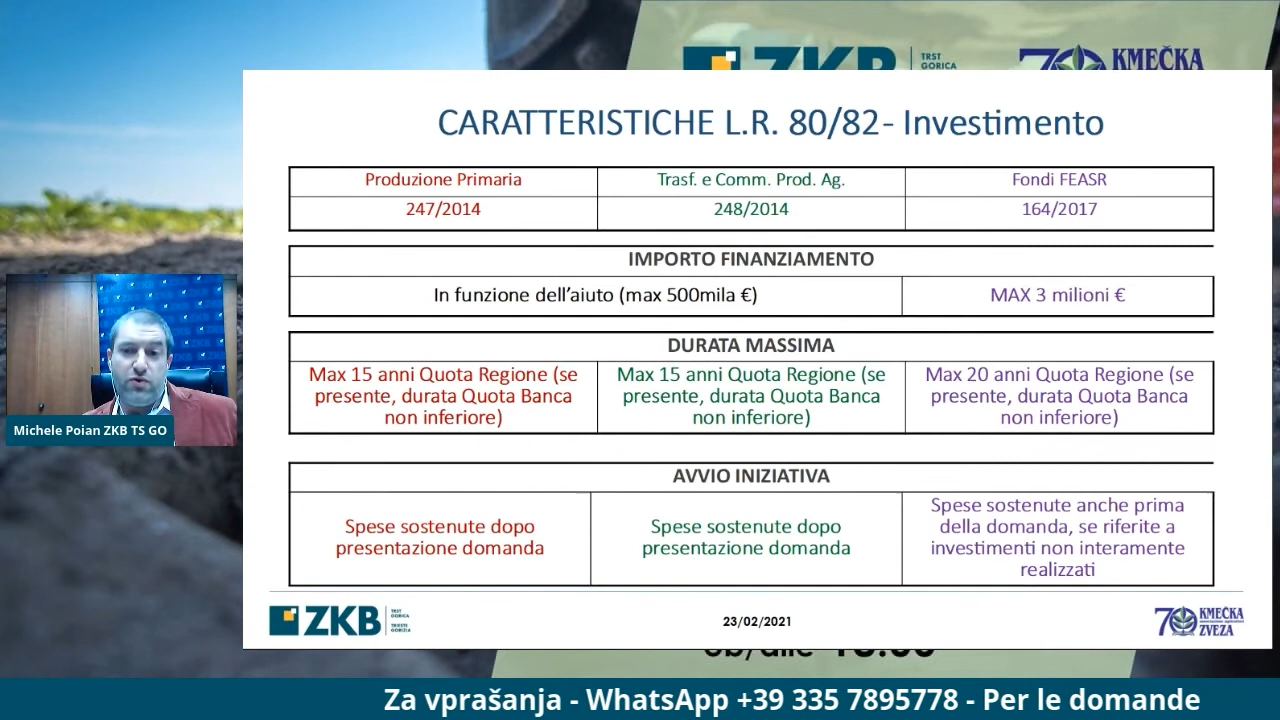 ZKB
TRST
GORICA
70
KMEČKA
CARATTERISTICHE L.R. 80/82- Investimento
Produzione Primaria
Trasf. e Comm. Prod. Ag.
Fondi FEASR
247/2014
248/2014
164/2017
IMPORTO FINANZIAMENTO
In funzione dell’aiuto (max 500mila €)
MAX 3 milioni €
DURATA MASSIMA
Max 15 anni Quota Regione (se
presente, durata Quota Banca
non inferiore)
Max 15 anni Quota Regione (se
presente, durata Quota Banca
non inferiore)
Max 20 anni Quota Regione (se
presente, durata Quota Banca
non inferiore)
AVVIO INIZIATIVA
Spese sostenute dopo
presentazione domanda
Spese sostenute dopo
presentazione domanda
Spese sostenute anche prima
della domanda, se riferite a
investimenti non interamente
realizzati
ZKB
TRST
GORICA
TRIESTE
GORIZIA
23/02/2021
70
KMEČKA
ZVEZA
Michele Poian ZKB TS GO
Za vprašanja - WhatsApp +39 335 7895778 - Per le domande